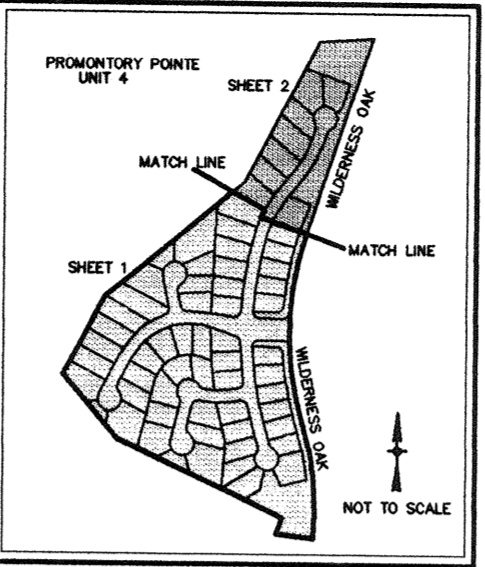 PROMONTORY POINTE
UNIT 4
SHEET 2
WILDERNESS OAK
MATCH LINE
MATCH LINE
SHEET 1
WILDERNESS OAK
NOT TO SCALE